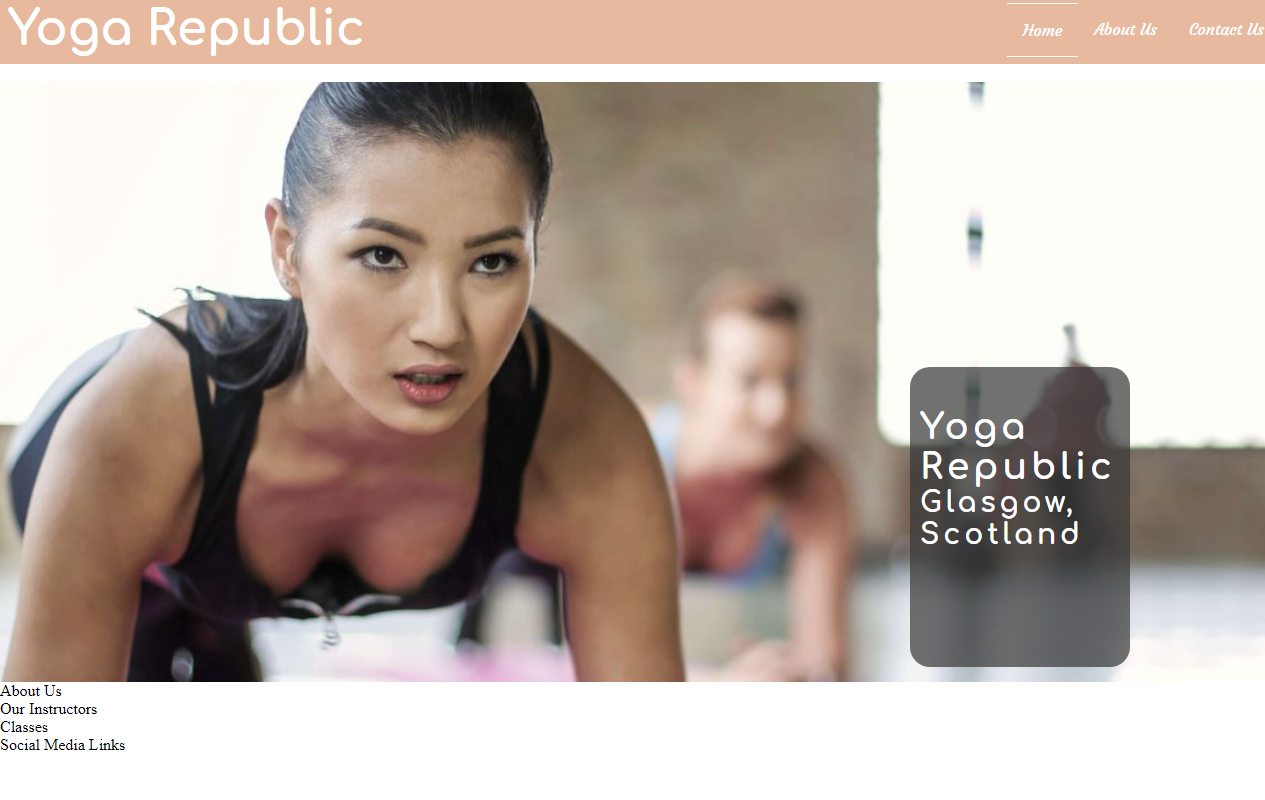 Yoga Republic
Home About Us Contact Us
Yoga
Republic
Glasgow,
Scotland
About Us
Our Instructors
Classes
Social Media Links